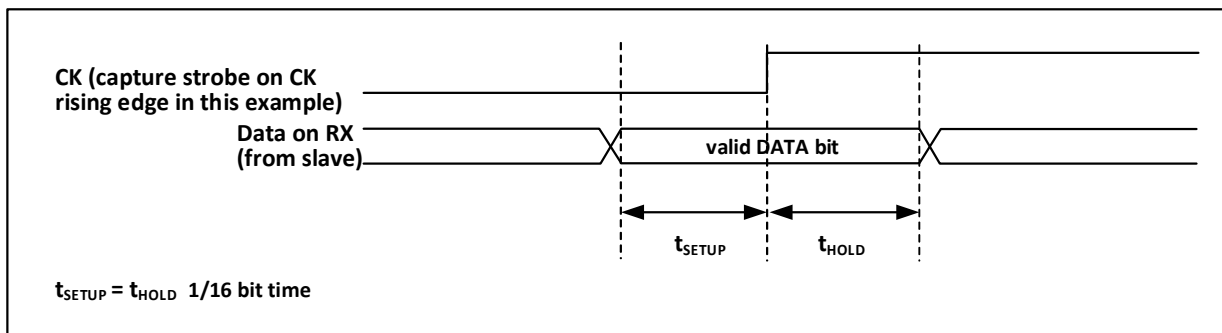 CK (capture strobe on CK
rising edge in this example)
Data on RX
(from slave)
valid DATA bit
tSETUP
tHOLD
tSETUP = tHOLD 1/16 bit time